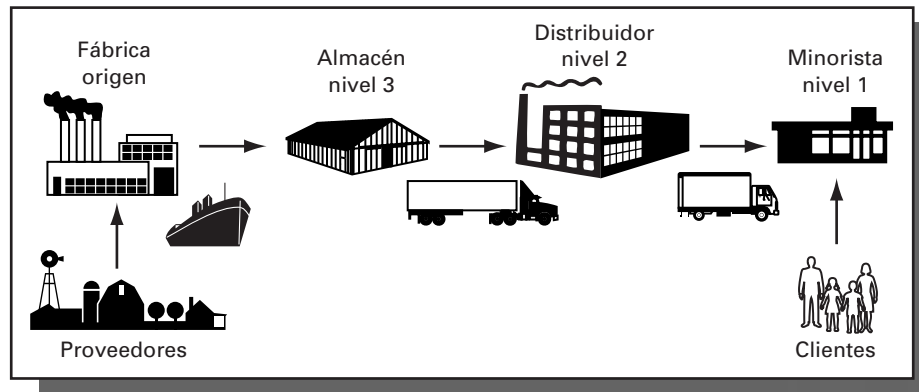 Fábrica
origen
Almacén
nivel 3
Distribuidor
nivel 2
Minorista
nivel 1
Proveedores
Clientes